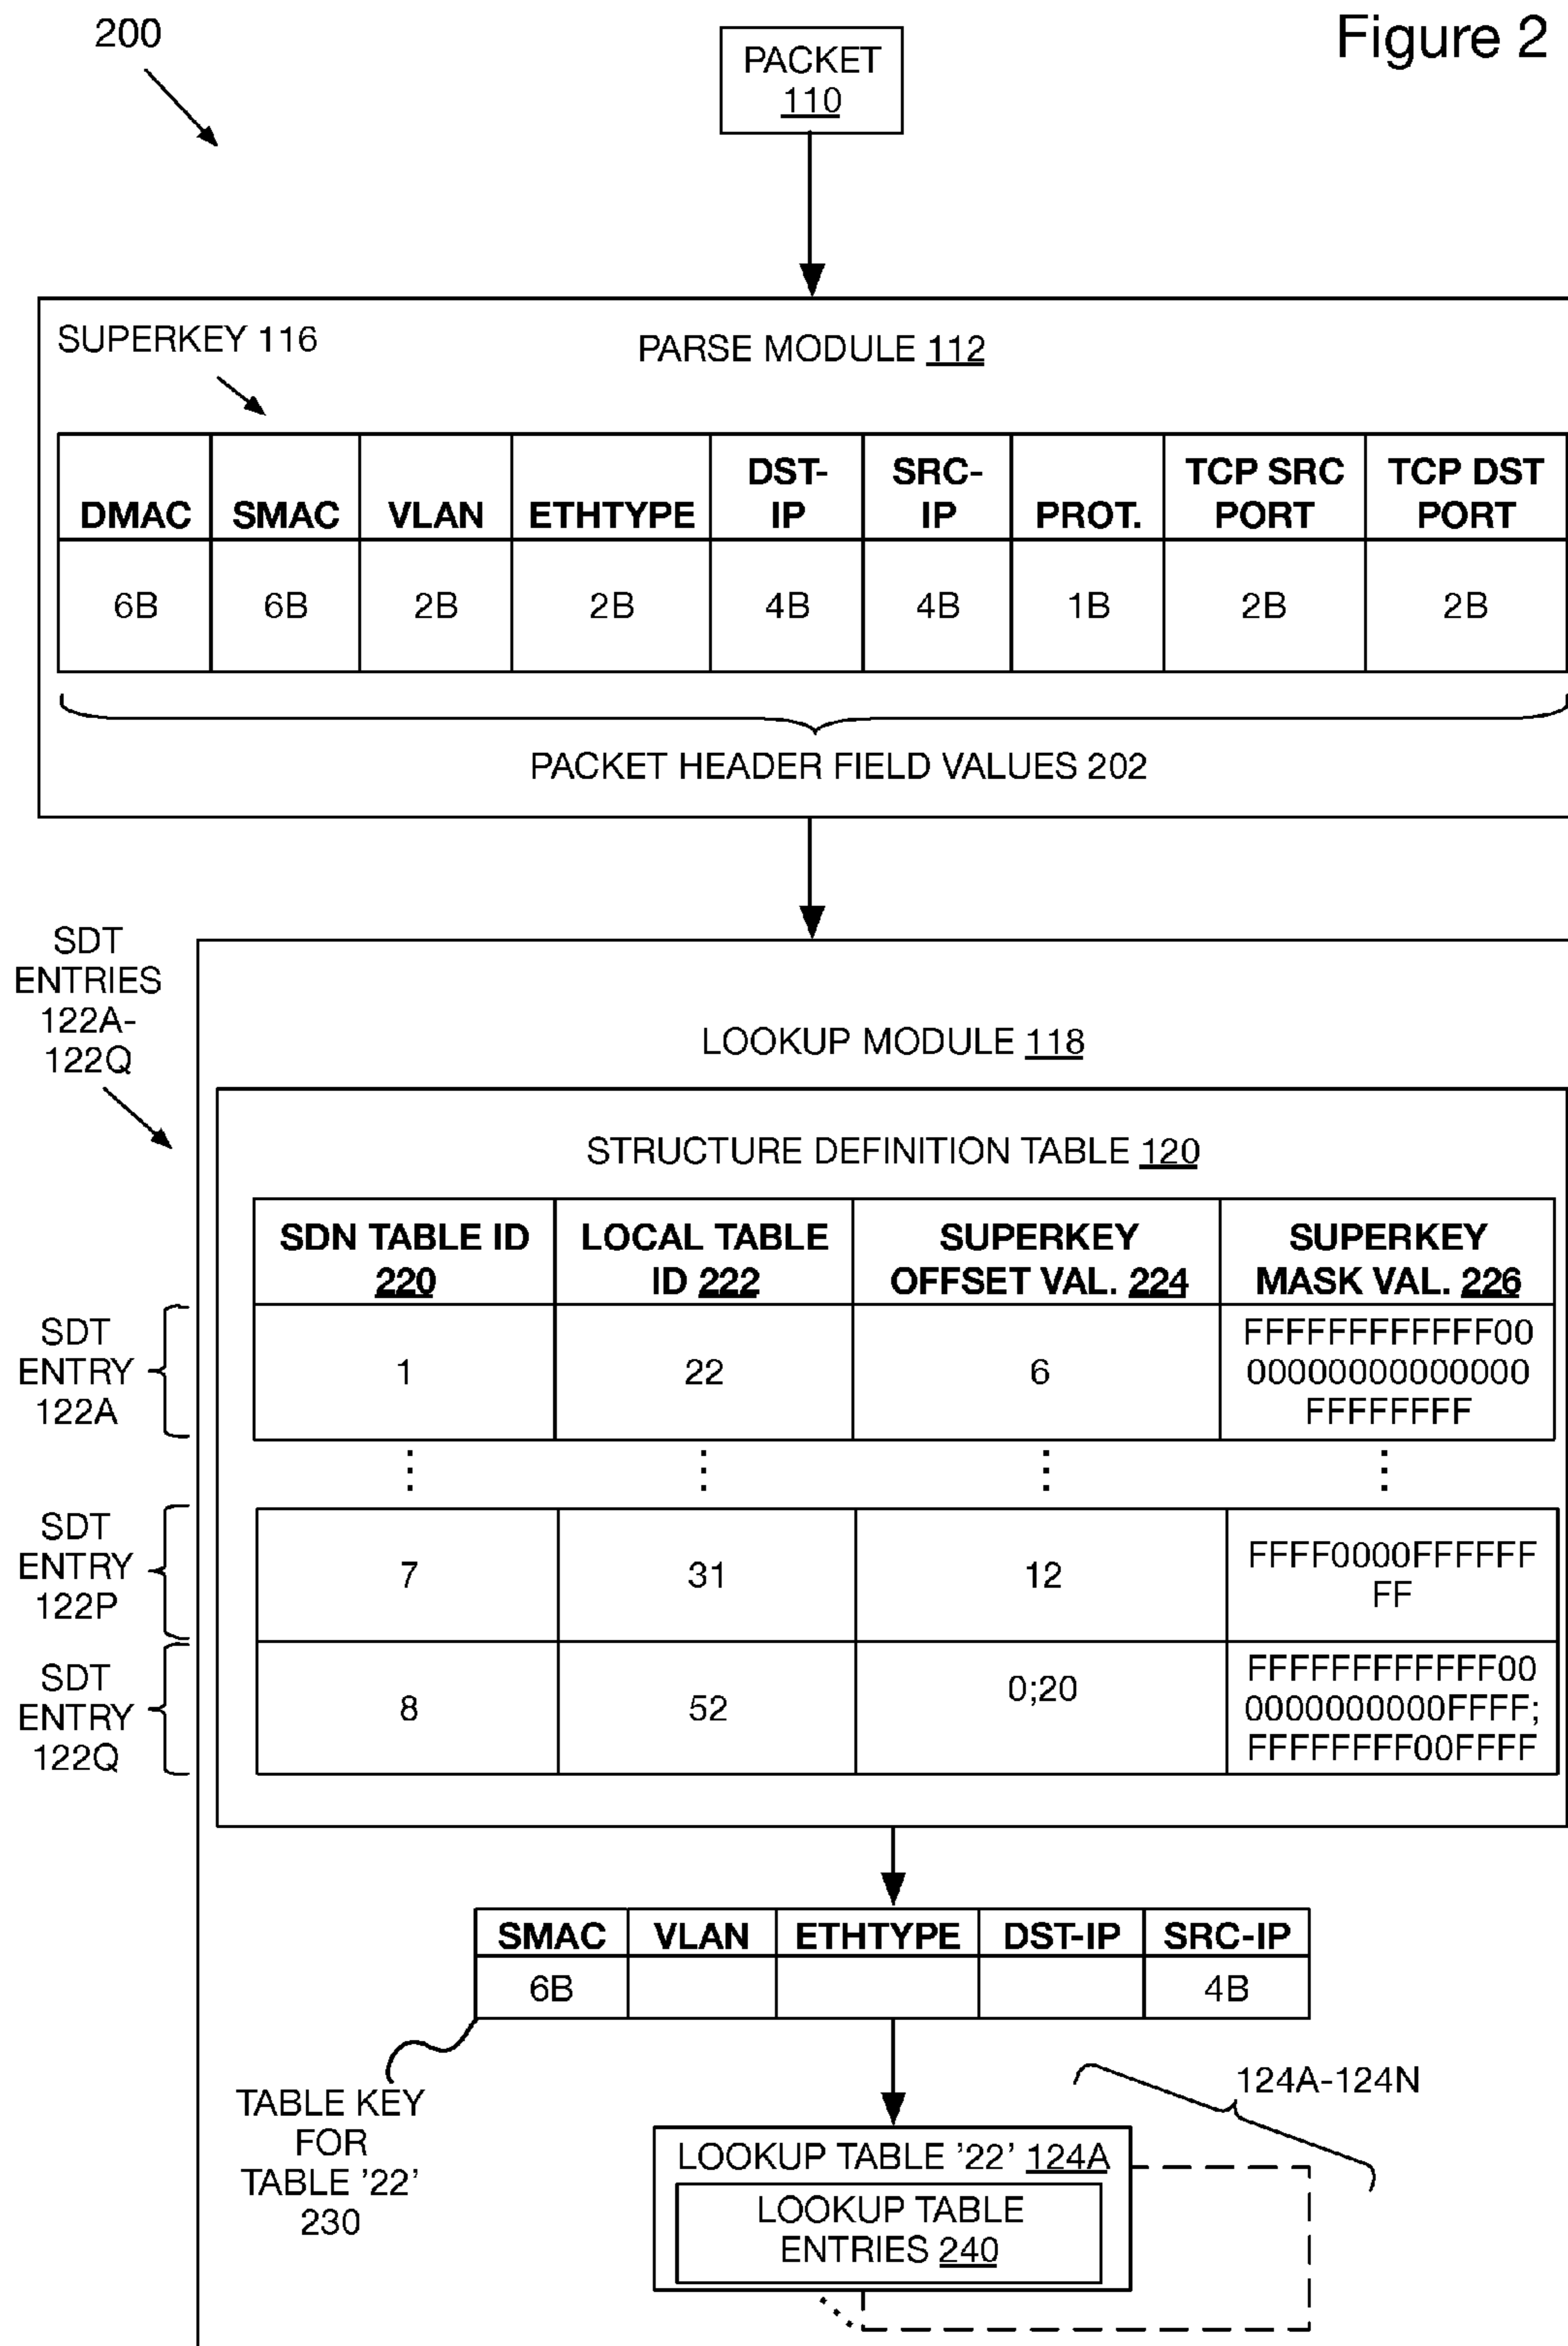 200
Figure 2
PACKET
110
SUPERKEY 116
PARSE MODULE 112
DMAC SMAC VLAN ETHTYPE DST-IP SRC-IP PROT. TCP SRC PORT TCP DST PORT
6B 6B 2B 2B 4B 4B 1B 2B 2B
PACKET HEADER FIELD VALUES 202
SDT
ENTRIES
122A-
122Q
LOOKUP MODULE 118
STRUCTURE DEFINITION TABLE 120
SDN TABLE ID 220 LOCAL TABLE ID 222 SUPERKEY OFFSET VAL. 224 SUPERKEY MASK VAL. 226
SDT
ENTRY
122A
1 22 6
FFFFFFFFFFFFF00
00000000000000
FFFFFFFF
SDT
ENTRY
122P
7 31 12
FFFF0000FFFFFF
FF
SDT
ENTRY
122Q
8 52 0;20
FFFFFFFFFFFFF00
0000000000FFFF;
FFFFFFFF00FFFF
SMAC VLAN ETHTYPE DST-IP SRC-IP
6B 4B
TABLE KEY
FOR
TABLE '22'
230
124A-124N
LOOKUP TABLE '22' 124A
LOOKUP TABLE
ENTRIES 240